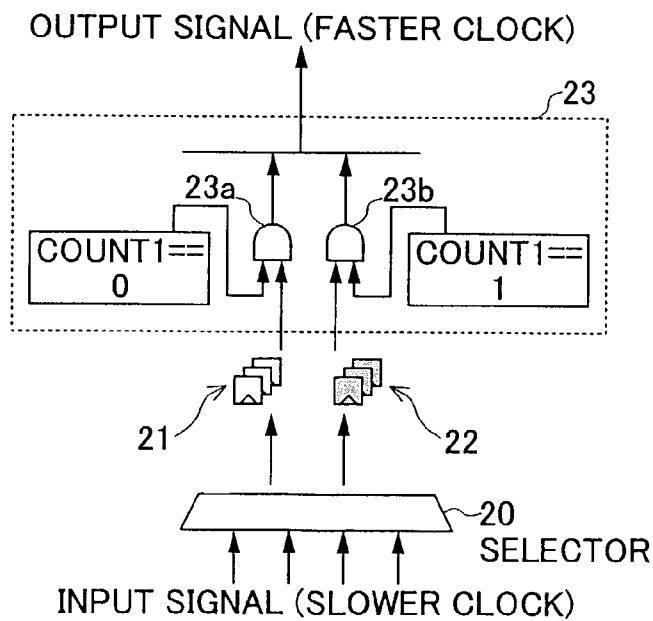 OUTPUT SIGNAL (FASTER CLOCK)
23
23a
23b
COUNT1==
0
COUNT1==
1
21
22
20
SELECTOR
INPUT SIGNAL (SLOWER CLOCK)